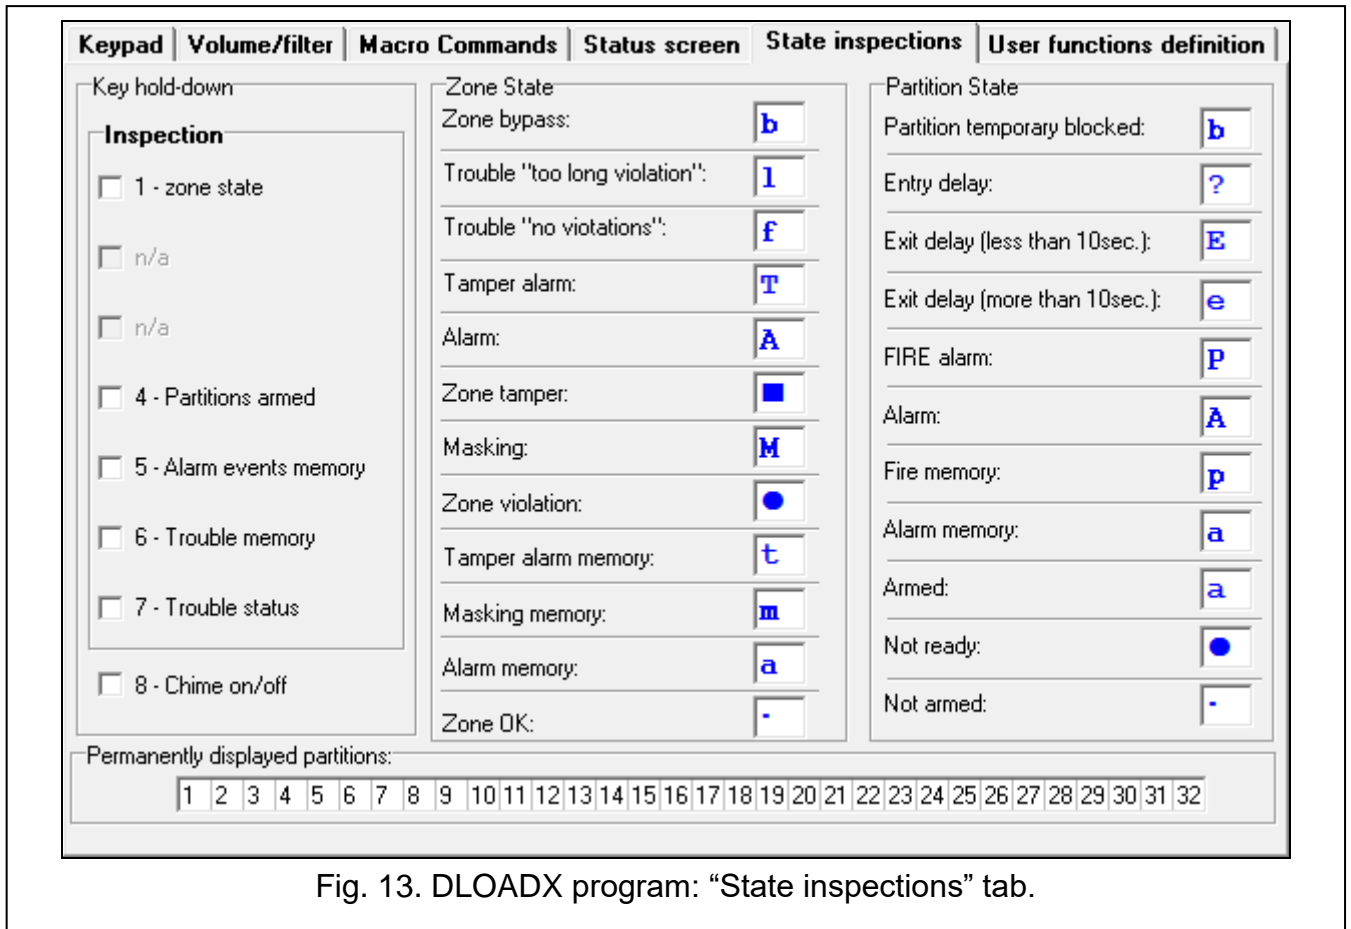 Keypad Volume/filter Macro Commands Status screen State inspections User functions definition
Key hold-down
Inspection
1 - zone state
n/a
n/a
4 - Partitions armed
5 - Alarm events memory
6 - Trouble memory
7 - Trouble status
8 - Chime on/off
Zone State
Zone bypass: b
Trouble "too long violation": l
Trouble "no viotations": f
Tamper alarm: T
Alarm: A
Zone tamper: ■
Masking: M
Zone violation: ●
Tamper alarm memory: t
Masking memory: m
Alarm memory: a
Zone OK: -
Partition State
Partition temporary blocked: b
Entry delay: ?
Exit delay (less than 10sec.): E
Exit delay (more than 10sec.): e
FIRE alarm: P
Alarm: A
Fire memory: p
Alarm memory: a
Armed: a
Not ready: ●
Not armed: -
Permanently displayed partitions:
1 2 3 4 5 6 7 8 9 10 11 12 13 14 15 16 17 18 19 20 21 22 23 24 25 26 27 28 29 30 31 32
Fig. 13. DLOADX program: “State inspections” tab.